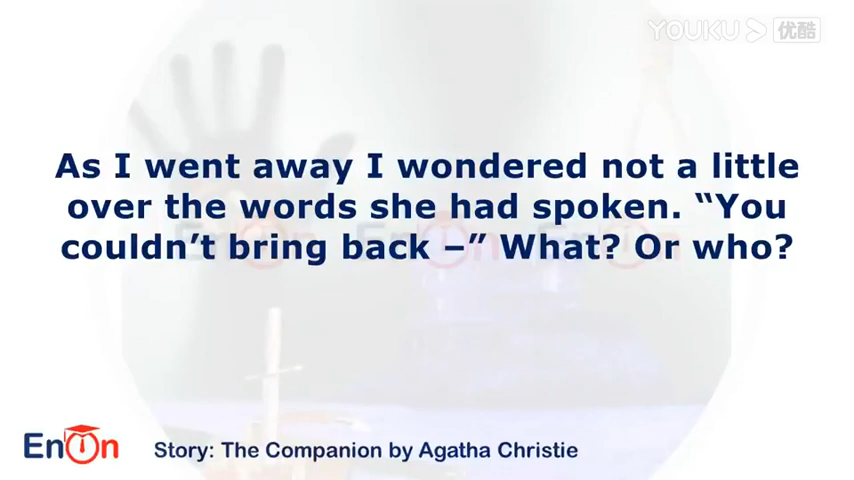 YOUKU 优酷
As I went away I wondered not a little
over the words she had spoken. “You
couldn’t bring back –” What? Or who?
EnOn
Story: The Companion by Agatha Christie